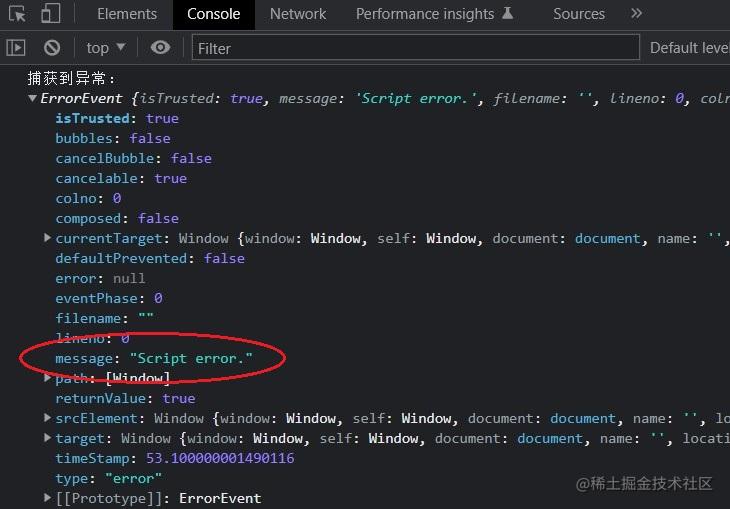 Elements Console Network Performance insights Sources
top Filter Default leve
捕获到异常:
ErrorEvent {isTrusted: true, message: 'Script error.', filename: '', lineno: 0, coln
isTrusted: true
bubbles: false
cancelBubble: false
cancelable: true
colno: 0
composed: false
currentTarget: Window {window: Window, self: Window, document: document, name: '',
defaultPrevented: false
error: null
eventPhase: 0
filename: ""
lineno: 0
message: "Script error."
path: [Window]
returnValue: true
srcElement: Window {window: Window, self: Window, document: document, name: '', lo
target: Window {window: Window, self: Window, document: document, name: '', locati
timeStamp: 53.100000001490116
type: "error"
[[Prototype]]: ErrorEvent
@稀土掘金技术社区